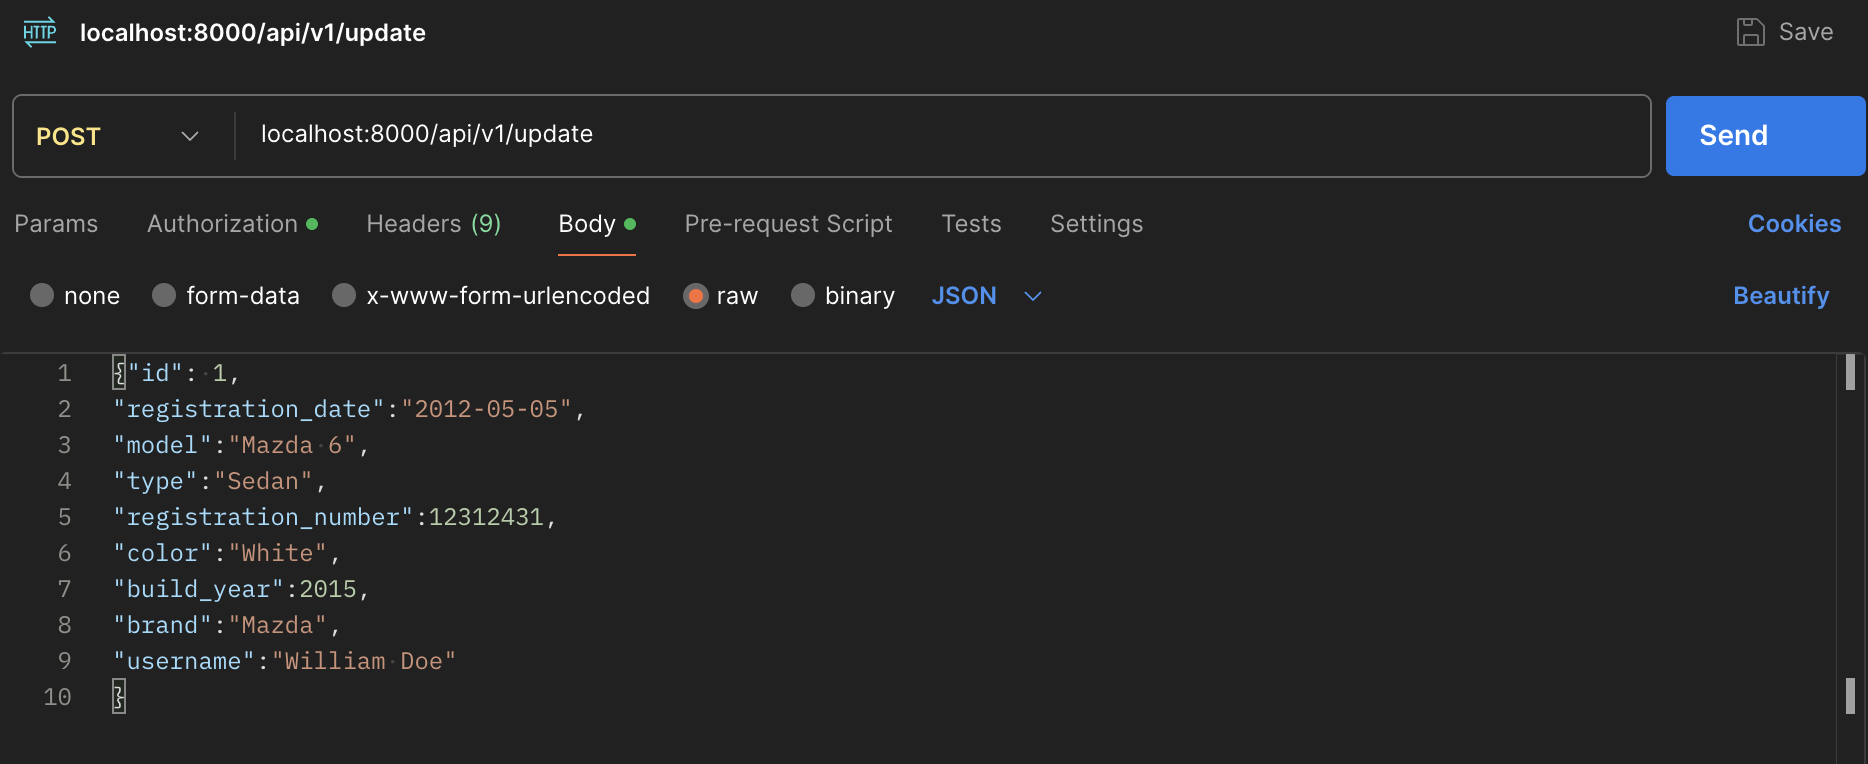 HTTP localhost:8000/api/v1/update Save
POST localhost:8000/api/v1/update Send
Params Authorization Headers (9) Body Pre-request Script Tests Settings Cookies
none form-data x-www-form-urlencoded raw binary JSON Beautify
1 {"id": 1,
2 "registration_date":"2012-05-05",
3 "model":"Mazda 6",
4 "type":"Sedan",
5 "registration_number":12312431,
6 "color":"White",
7 "build_year":2015,
8 "brand":"Mazda",
9 "username":"William Doe"
10 }